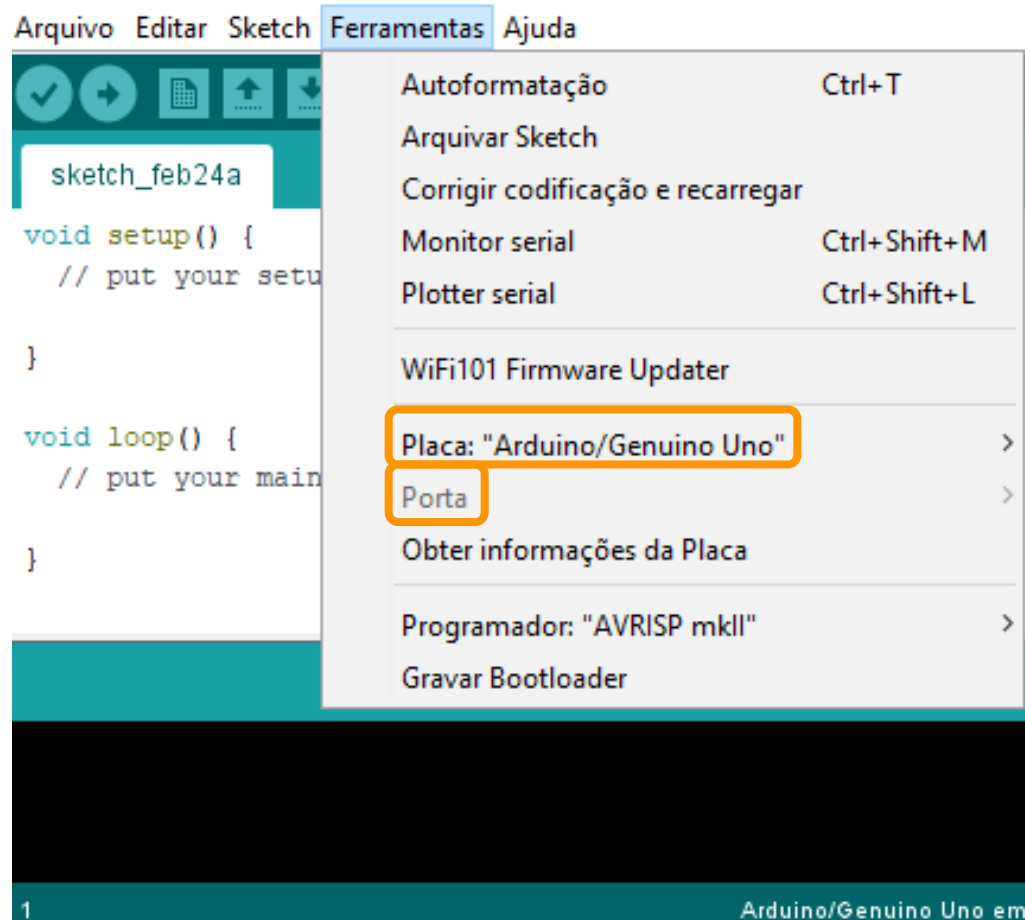 Arquivo Editar Sketch Ferramentas Ajuda
Autoformatação Ctrl+T
Arquivar Sketch
Corrigir codificação e recarregar
Monitor serial Ctrl+Shift+M
Plotter serial Ctrl+Shift+L
WiFi101 Firmware Updater
Placa: "Arduino/Genuino Uno"
Porta
Obter informações da Placa
Programador: "AVRISP mkII"
Gravar Bootloader
sketch_feb24a
void setup() {
// put your setu
}
void loop() {
// put your main
}
1 Arduino/Genuino Uno em